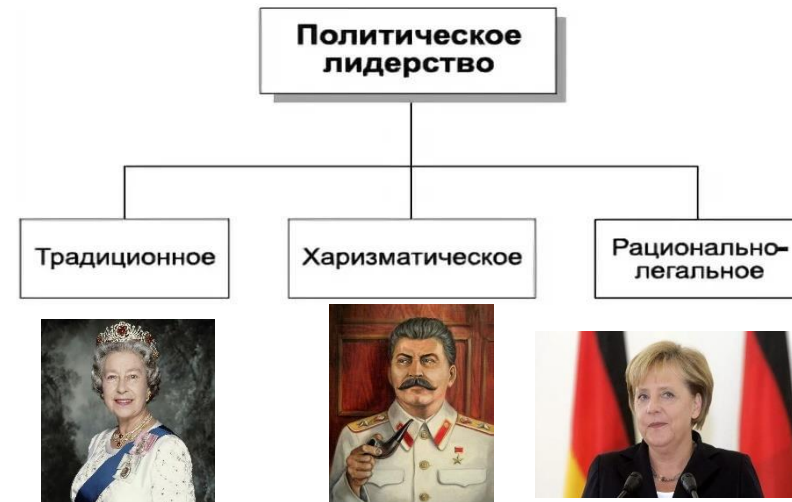 Политическое
лидерство
Традиционное
Харизматическое
Рационально-
легальное